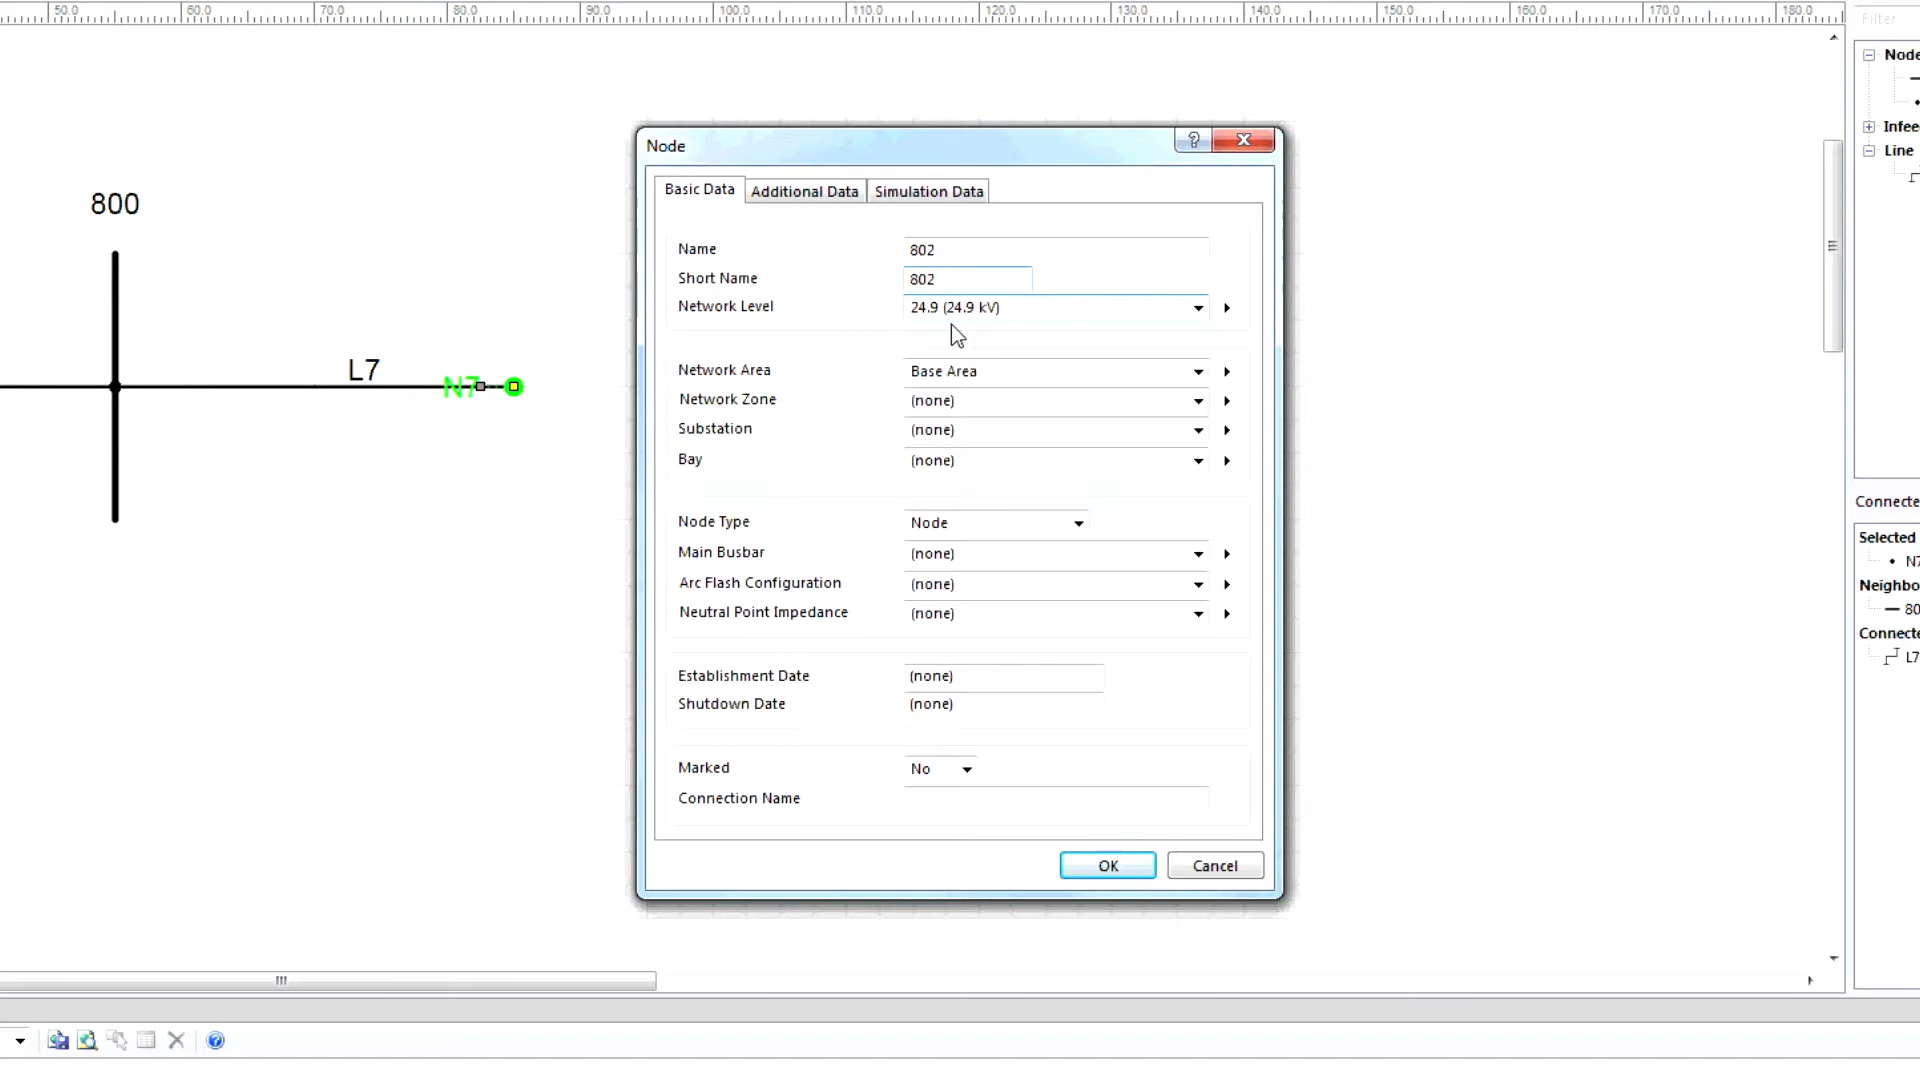 50.0 60.0 70.0 80.0 90.0 100.0 110.0 120.0 130.0 140.0 150.0 160.0 170.0 180.0
Filter
Node
Infee
Line
800
L7
N7
Node
Basic Data Additional Data Simulation Data
Name 802
Short Name 802
Network Level 24.9 (24.9 kV)
Network Area Base Area
Network Zone (none)
Substation (none)
Bay (none)
Node Type Node
Main Busbar (none)
Arc Flash Configuration (none)
Neutral Point Impedance (none)
Establishment Date (none)
Shutdown Date (none)
Marked No
Connection Name
OK Cancel
Connecte
Selected
N7
Neighbo
80
Connecte
L7